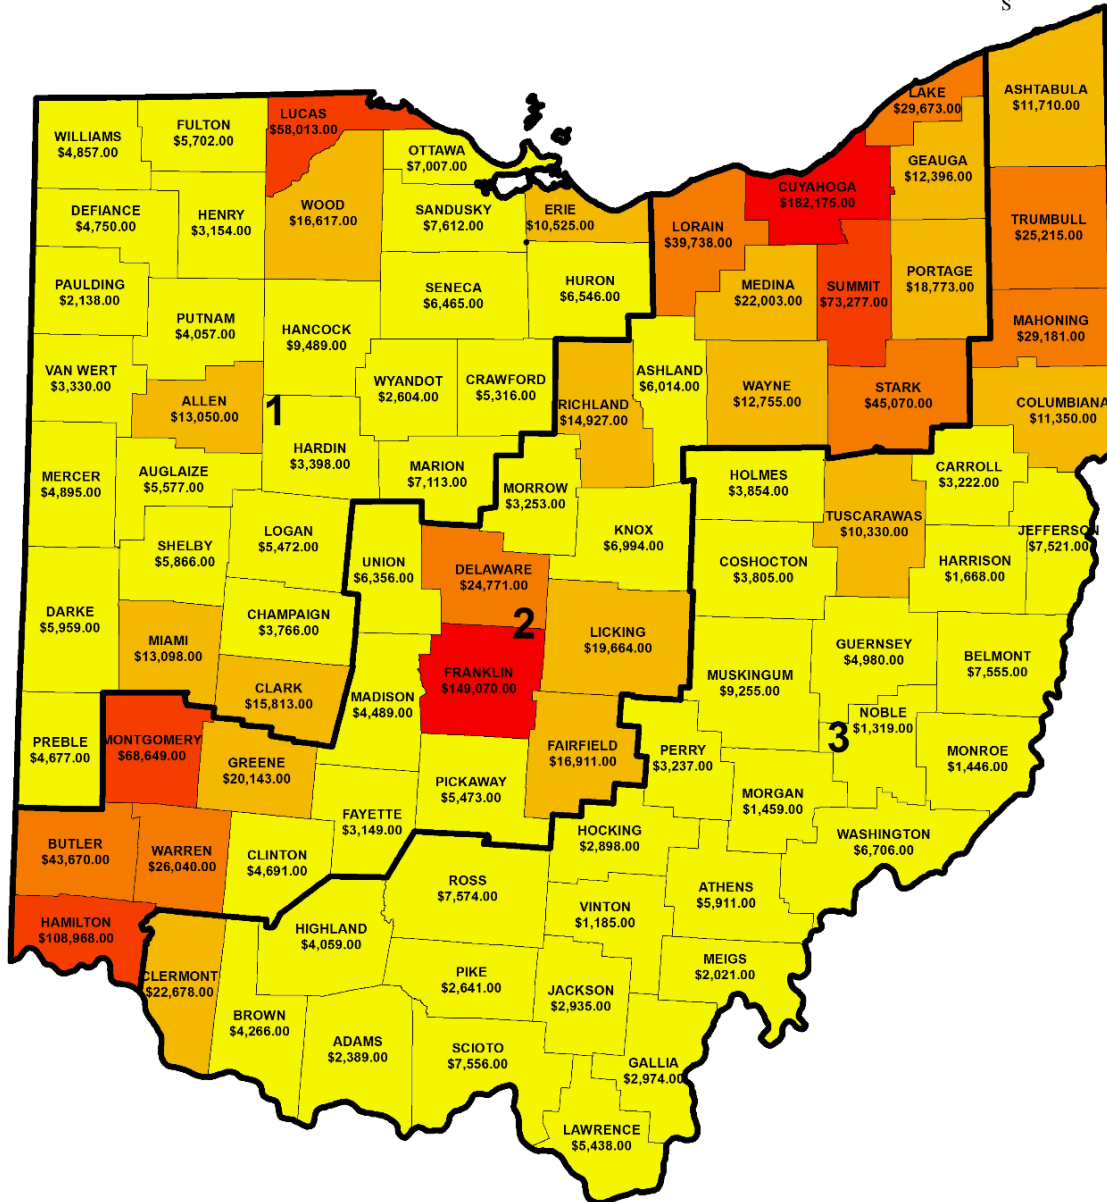 S
ASHTABULA
$11,710.00
LAKE
$29,673.00
LUCAS
$58,013.00
FULTON
$5,702.00
WILLIAMS
$4,857.00
OTTAWA
$7,007.00
GEAUGA
$12,396.00
CUYAHOGA
$182,175.00
WOOD
$16,617.00
DEFIANCE
$4,750.00
HENRY
$3,154.00
SANDUSKY
$7,612.00
ERIE
$10,525.00
LORAIN
$39,738.00
TRUMBULL
$25,215.00
PORTAGE
$18,773.00
PAULDING
$2,138.00
SENECA
$6,465.00
HURON
$6,546.00
MEDINA
$22,003.00
SUMMIT
$73,277.00
PUTNAM
$4,057.00
HANCOCK
$9,489.00
MAHONING
$29,181.00
VAN WERT
$3,330.00
WYANDOT
$2,604.00
CRAWFORD
$5,316.00
ASHLAND
$6,014.00
WAYNE
$12,755.00
STARK
$45,070.00
ALLEN
$13,050.00
1
RICHLAND
$14,927.00
COLUMBIANA
$11,350.00
HARDIN
$3,398.00
MARION
$7,113.00
MERCER
$4,895.00
AUGLAIZE
$5,577.00
MORROW
$3,253.00
HOLMES
$3,854.00
CARROLL
$3,222.00
TUSCARAWAS
$10,330.00
LOGAN
$5,472.00
KNOX
$6,994.00
JEFFERSON
$7,521.00
SHELBY
$5,866.00
UNION
$6,356.00
DELAWARE
$24,771.00
COSHOCTON
$3,805.00
HARRISON
$1,668.00
DARKE
$5,959.00
CHAMPAIGN
$3,766.00
2
MIAMI
$13,098.00
LICKING
$19,664.00
GUERNSEY
$4,980.00
BELMONT
$7,555.00
FRANKLIN
$149,070.00
MUSKINGUM
$9,255.00
CLARK
$15,813.00
MADISON
$4,489.00
NOBLE
$1,319.00
3
PREBLE
$4,677.00
MONTGOMERY
$68,649.00
GREENE
$20,143.00
FAIRFIELD
$16,911.00
PERRY
$3,237.00
MONROE
$1,446.00
PICKAWAY
$5,473.00
MORGAN
$1,459.00
FAYETTE
$3,149.00
HOCKING
$2,898.00
WASHINGTON
$6,706.00
BUTLER
$43,670.00
WARREN
$26,040.00
CLINTON
$4,691.00
ROSS
$7,574.00
ATHENS
$5,911.00
VINTON
$1,185.00
HAMILTON
$108,968.00
HIGHLAND
$4,059.00
MEIGS
$2,021.00
CLERMONT
$22,678.00
PIKE
$2,641.00
JACKSON
$2,935.00
BROWN
$4,266.00
ADAMS
$2,389.00
SCIOTO
$7,556.00
GALLIA
$2,974.00
LAWRENCE
$5,438.00